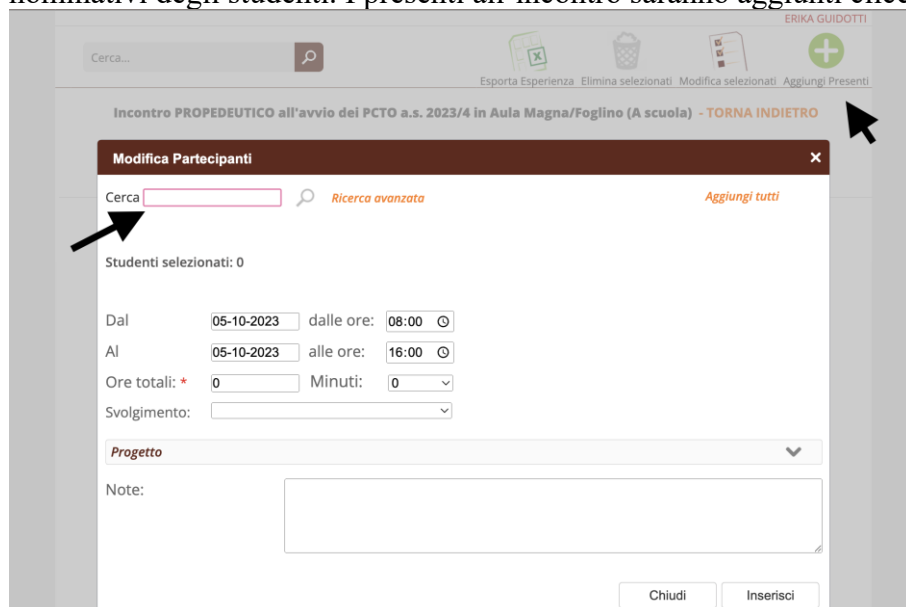 nominativi degli studenti. I presenti all'incontro saranno aggiunti
ERIKA GUIDOTTI
Cerca...
Esporta Esperienza Elimina selezionati Modifica selezionati Aggiungi Presenti
Incontro PROPEDEUTICO all'avvio dei PCTO a.s. 2023/4 in Aula Magna/Foglino (A scuola) - TORNA INDIETRO
Modifica Partecipanti ×
Cerca Ricerca avanzata Aggiungi tutti
Studenti selezionati: 0
Dal 05-10-2023 dalle ore: 08:00
Al 05-10-2023 alle ore: 16:00
Ore totali: * 0 Minuti: 0
Svolgimento:
Progetto
Note:
Chiudi Inserisci